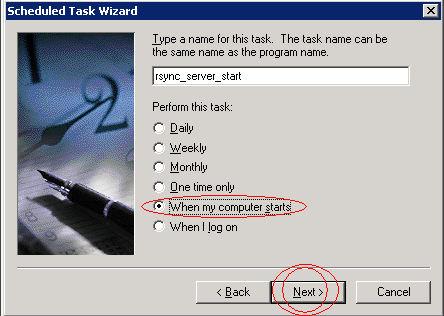 Scheduled Task Wizard
Type a name for this task. The task name can be
the same name as the program name.
rsync_server_start
Perform this task:
Daily
Weekly
Monthly
One time only
When my computer starts
When I log on
< Back
Next >
Cancel